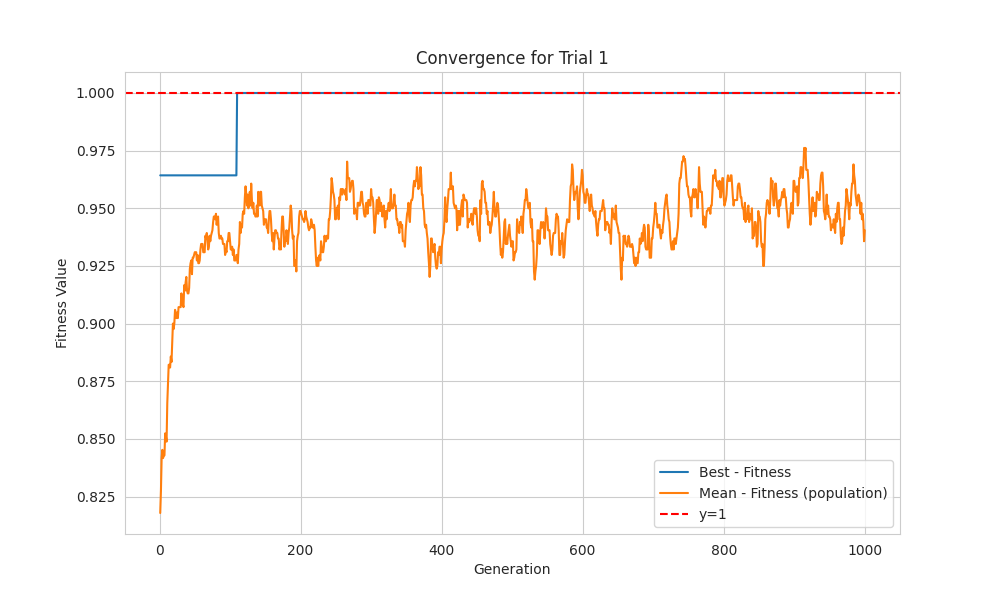 Convergence for Trial 1
Fitness Value
1.000
0.975
0.950
0.925
0.900
0.875
0.850
0.825
0 200 400 600 800 1000
Generation
Best - Fitness
Mean - Fitness (population)
y=1